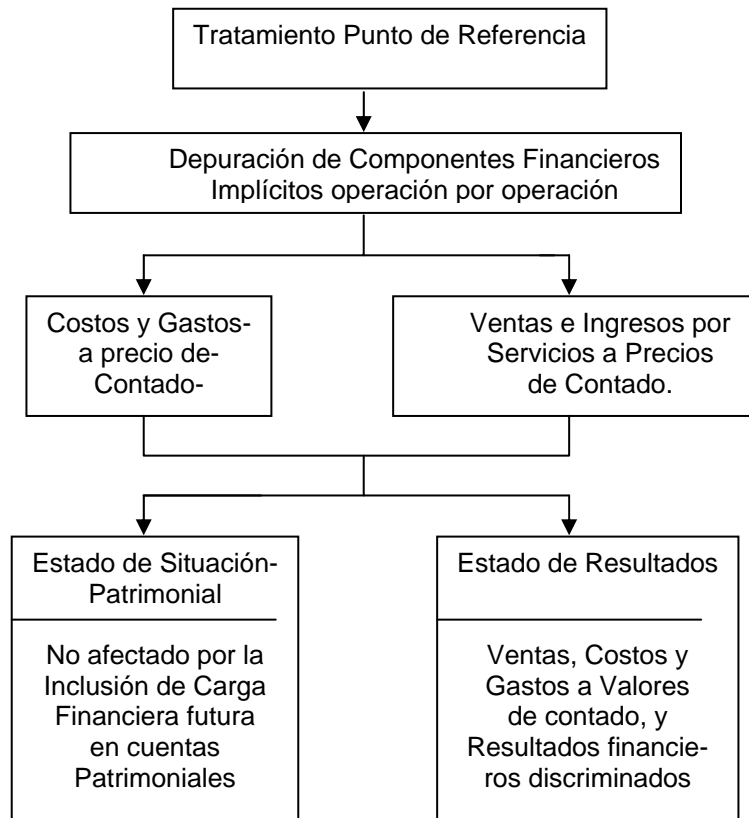 Tratamiento Punto de Referencia
Depuración de Componentes Financieros
Implícitos operación por operación
Costos y Gastos-
a precio de-
Contado-
Ventas e Ingresos por
Servicios a Precios
de Contado.
Estado de Situación-
Patrimonial
No afectado por la
Inclusión de Carga
Financiera futura
en cuentas
Patrimoniales
Estado de Resultados
Ventas, Costos y
Gastos a Valores
de contado, y
Resultados financie-
ros discriminados